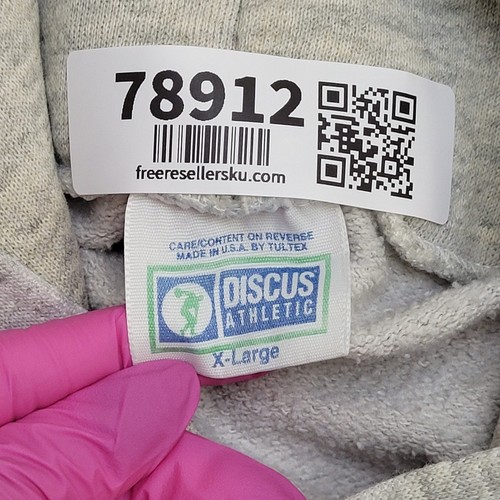 78912
freeresellersku.com
CARE/CONTENT ON REVERSE
MADE IN U.S.A. BY TULTEX
DISCUS
ATHLETIC
X-Large